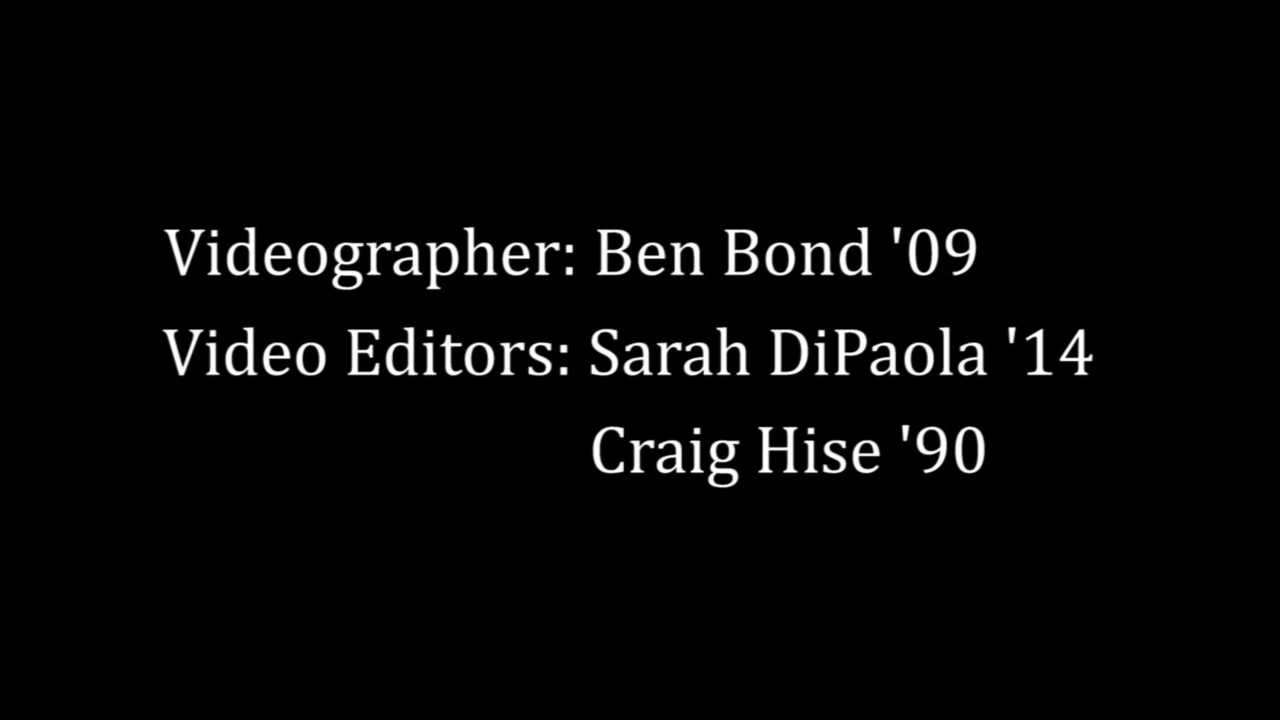 Videographer: Ben Bond '09
Video Editors: Sarah DiPaola '14
Craig Hise '90